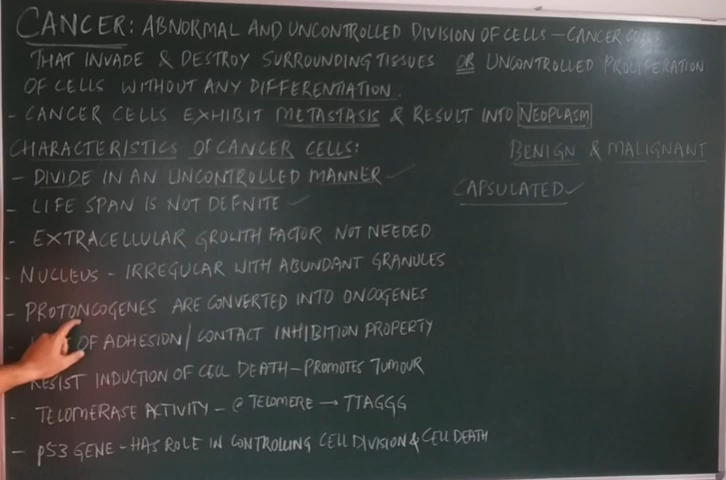 CANCER: ABNORMAL AND UNCONTROLLED DIVISION OF CELLS - CANCER CELLS
THAT INVADE & DESTROY SURROUNDING TISSUES OR UNCONTROLLED PROLIFERATION
OF CELLS WITHOUT ANY DIFFERENTIATION.
- CANCER CELLS EXHIBIT METASTASIS & RESULT INTO NEOPLASM
CHARACTERISTICS OF CANCER CELLS:
BENIGN & MALIGNANT
- DIVIDE IN AN UNCONTROLLED MANNER ✓
CAPSULATED ✓
- LIFE SPAN IS NOT DEFNITE ✓
- EXTRACELLULAR GROWTH FACTOR NOT NEEDED
- NUCLEUS - IRREGULAR WITH ABUNDANT GRANULES
- PROTONCOGENES ARE CONVERTED INTO ONCOGENES
- OF ADHESION/CONTACT INHIBITION PROPERTY
RESIST INDUCTION OF CELL DEATH - PROMOTES TUMOUR
- TELOMERASE ACTIVITY - @ TELOMERE → TTAGGG
- p53 GENE - HAS ROLE IN CONTROLLING CELL DIVISION & CELL DEATH